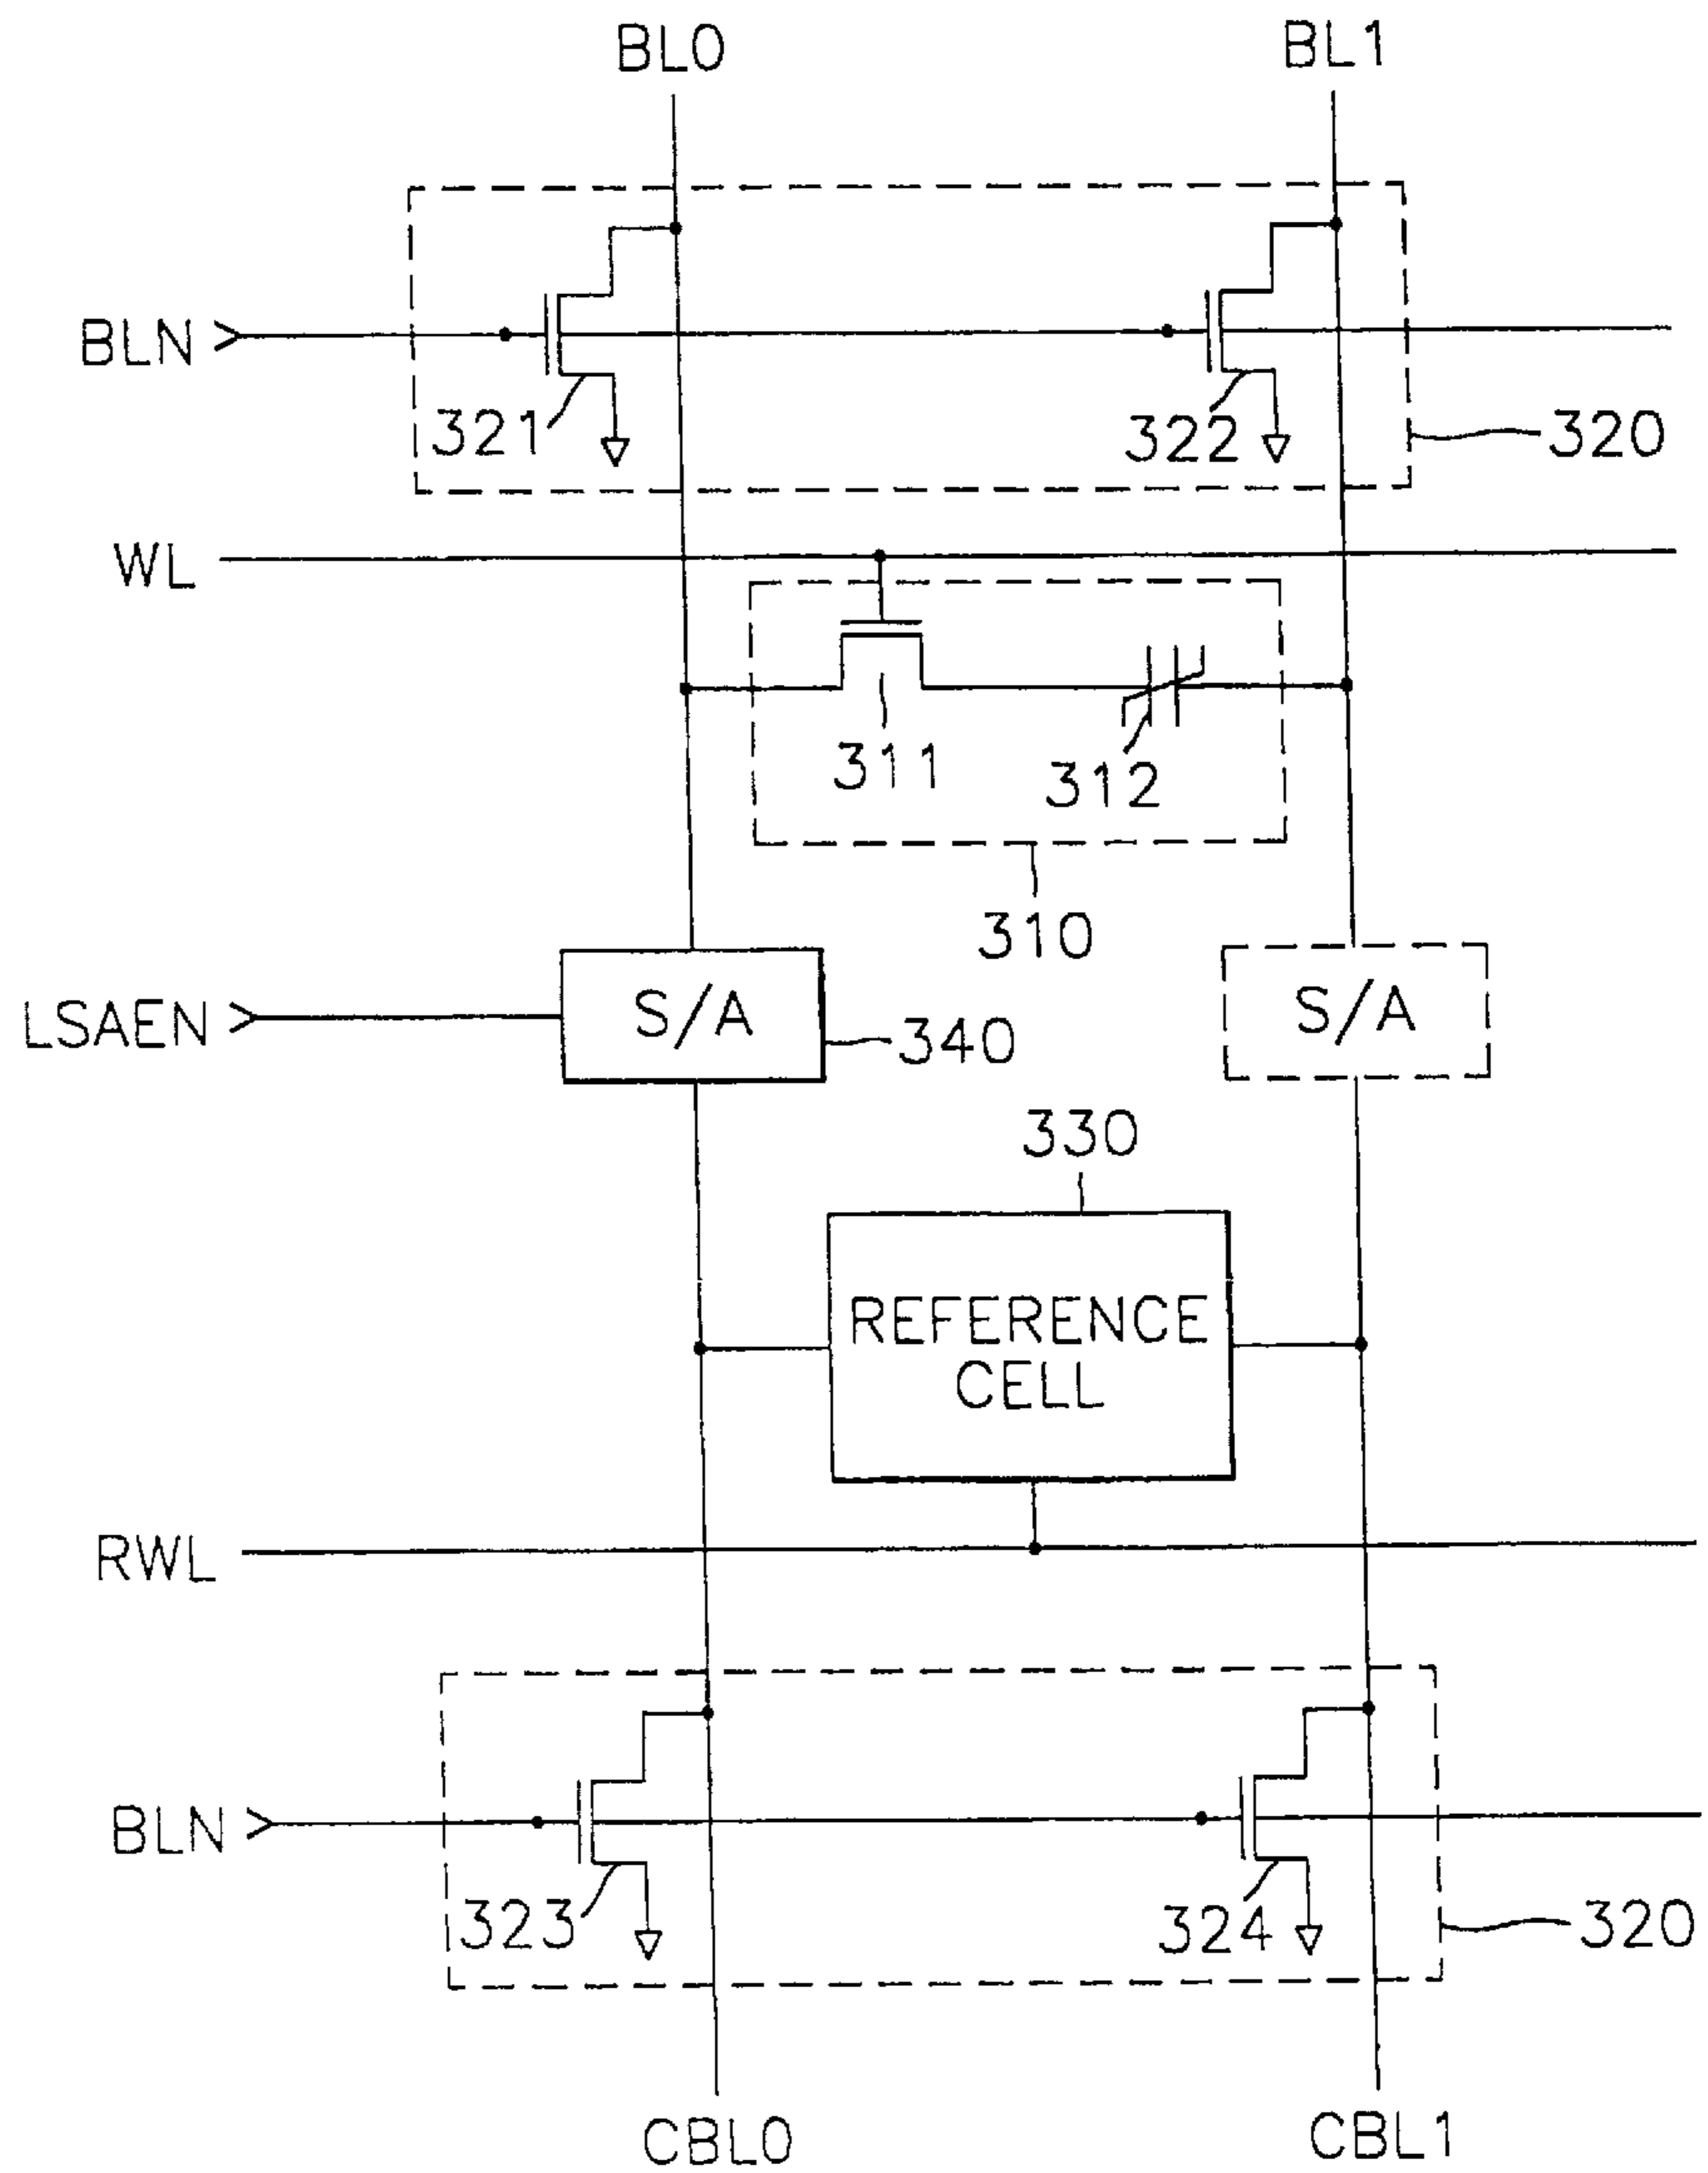 BL0
BL1
BLN
321
322
320
WL
311
312
310
LSAEN
S/A
340
S/A
330
REFERENCE
CELL
RWL
BLN
323
324
320
CBL0
CBL1